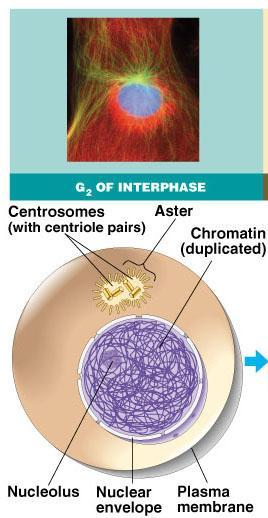 G2 OF INTERPHASE
Centrosomes
(with centriole pairs)
Aster
Chromatin
(duplicated)
Nucleolus
Nuclear
envelope
Plasma
membrane